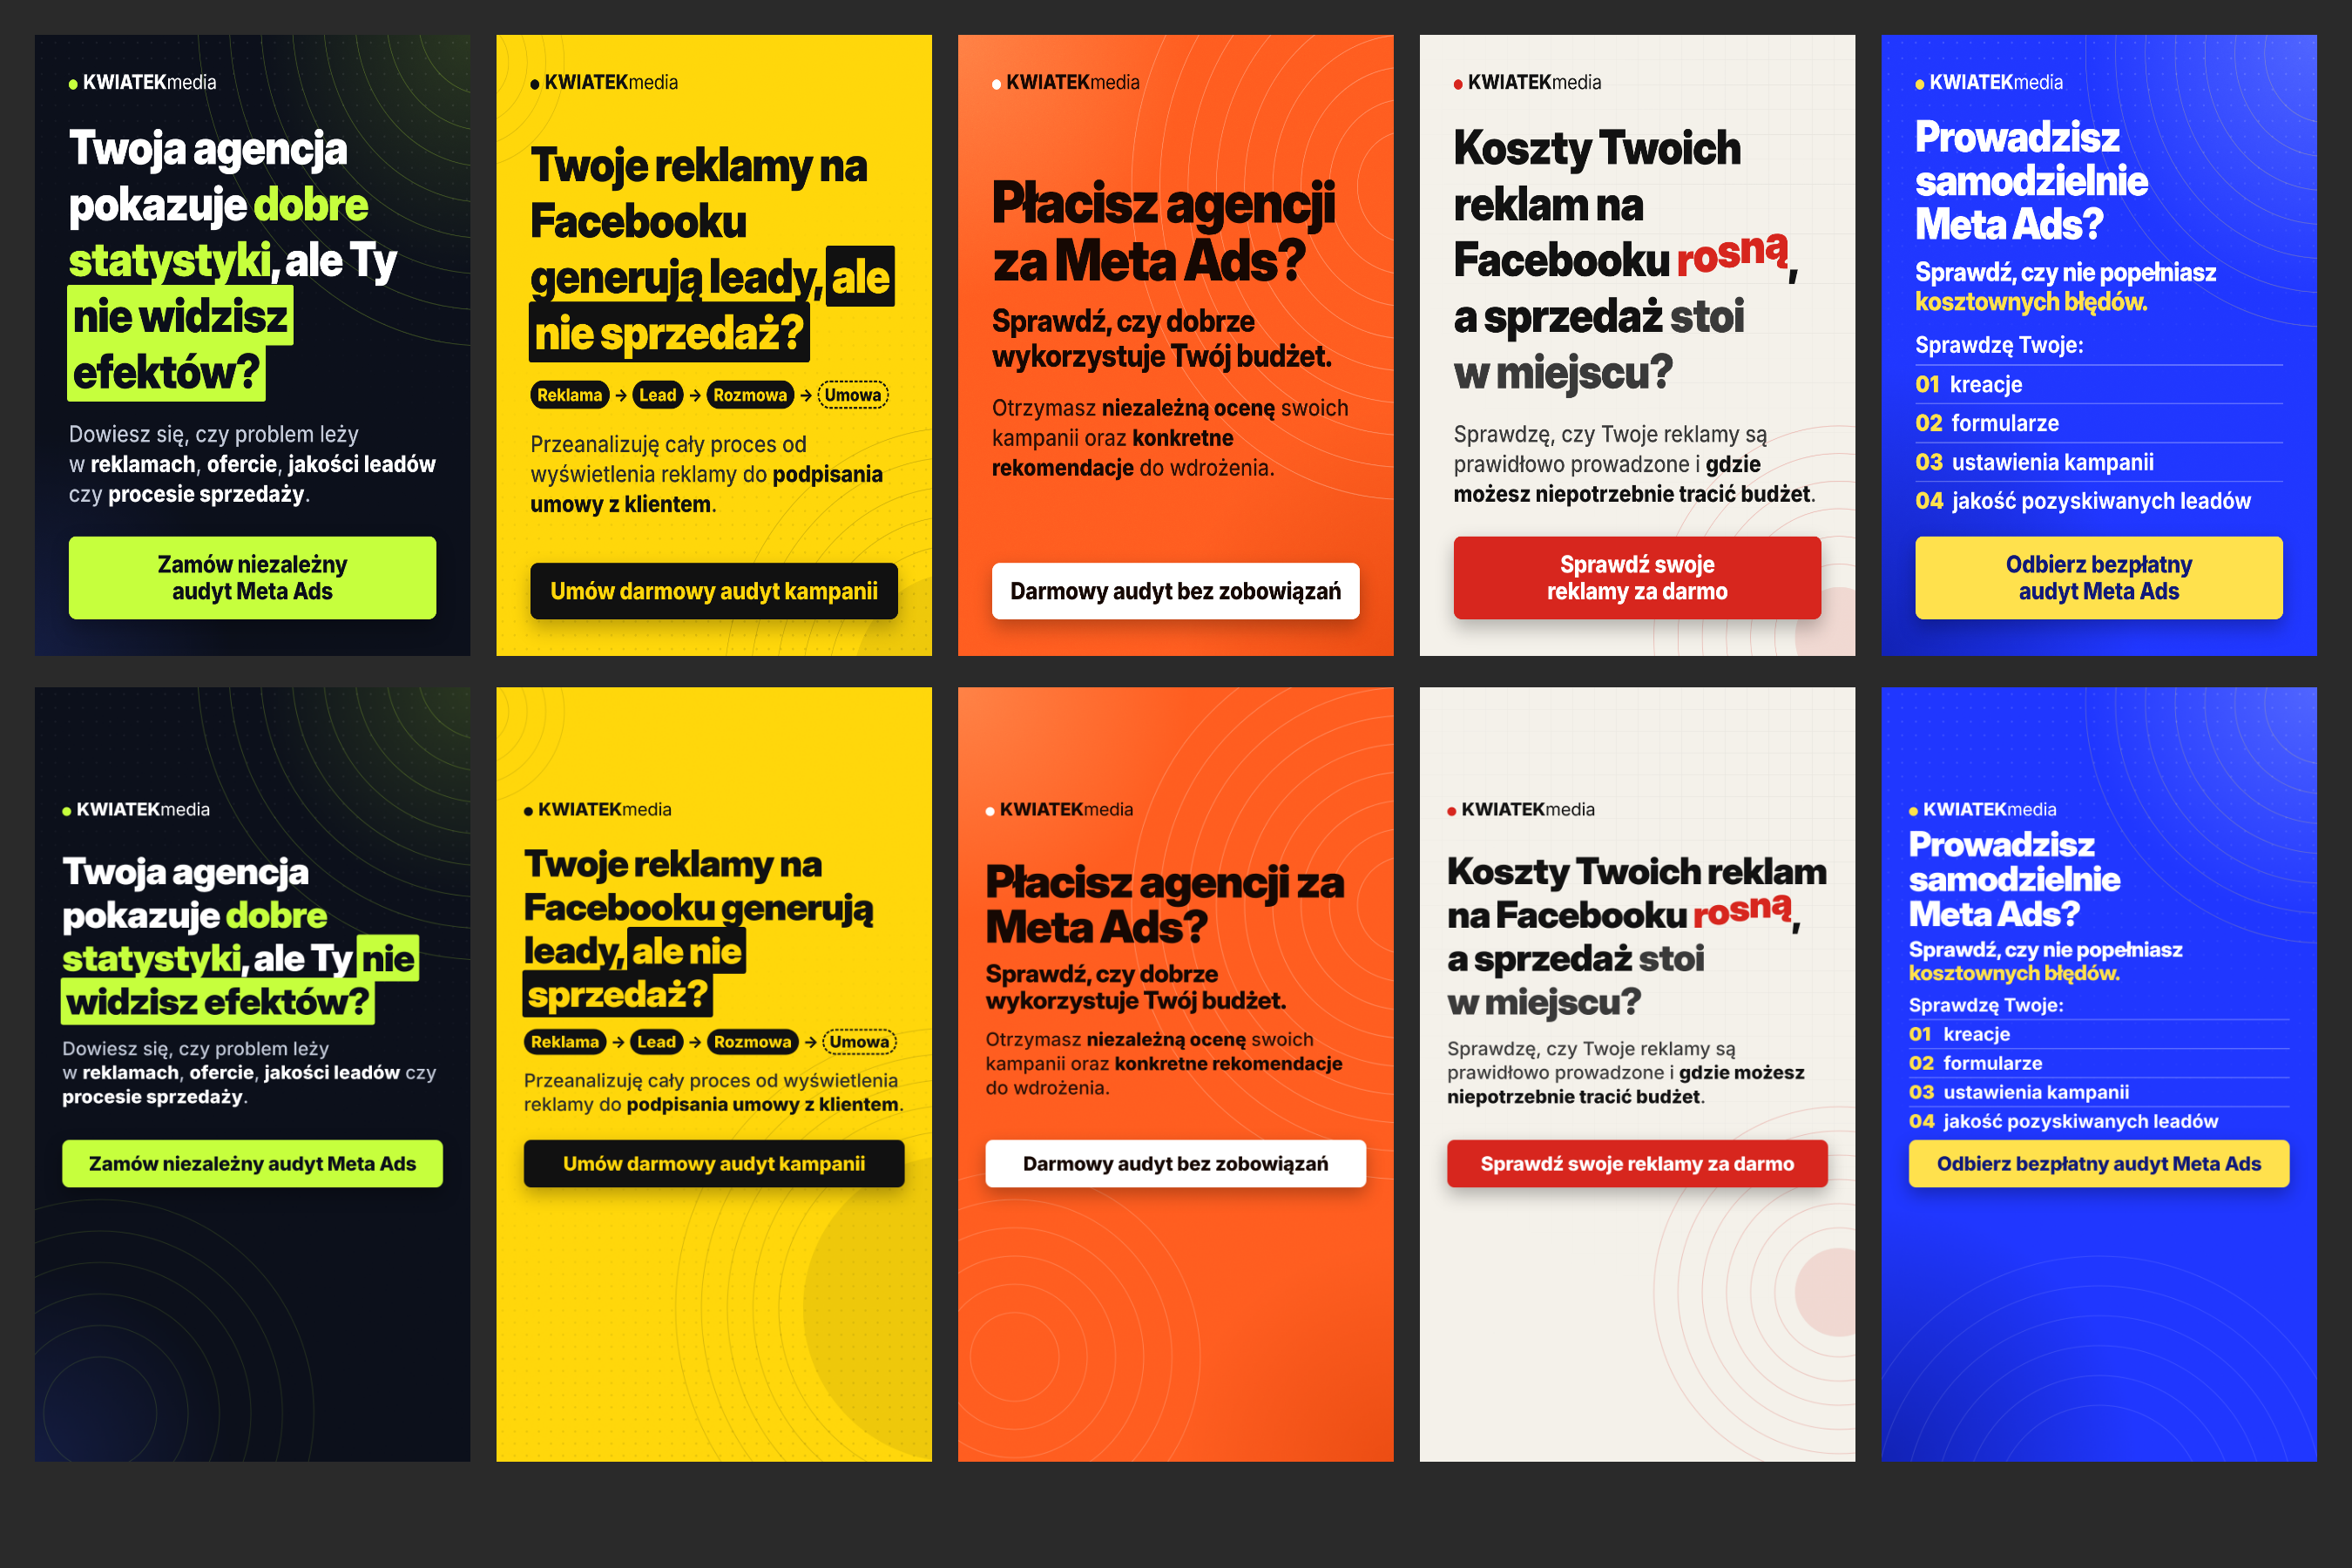 KWIATEKmedia
Twoja agencja
pokazuje dobre
statystyki, ale Ty
nie widzisz
efektów?
Dowiesz się, czy problem leży
w reklamach, ofercie, jakości leadów
czy procesie sprzedaży.
Zamów niezależny
audyt Meta Ads
KWIATEKmedia
Twoje reklamy na
Facebooku
generują leady, ale
nie sprzedaż?
Reklama → Lead → Rozmowa → Umowa
Przeanalizuję cały proces od
wyświetlenia reklamy do podpisania
umowy z klientem.
Umów darmowy audyt kampanii
KWIATEKmedia
Płacisz agencji
za Meta Ads?
Sprawdź, czy dobrze
wykorzystuje Twój budżet.
Otrzymasz niezależną ocenę swoich
kampanii oraz konkretne
rekomendacje do wdrożenia.
Darmowy audyt bez zobowiązań
KWIATEKmedia
Koszty Twoich
reklam na
Facebooku rosną,
a sprzedaż stoi
w miejscu?
Sprawdzę, czy Twoje reklamy są
prawidłowo prowadzone i gdzie
możesz niepotrzebnie tracić budżet.
Sprawdź swoje
reklamy za darmo
KWIATEKmedia
Prowadzisz
samodzielnie
Meta Ads?
Sprawdź, czy nie popełniasz
kosztownych błędów.
Sprawdzę Twoje:
01 kreacje
02 formularze
03 ustawienia kampanii
04 jakość pozyskiwanych leadów
Odbierz bezpłatny
audyt Meta Ads
KWIATEKmedia
Twoja agencja
pokazuje dobre
statystyki, ale Ty nie
widzisz efektów?
Dowiesz się, czy problem leży
w reklamach, ofercie, jakości leadów czy
procesie sprzedaży.
Zamów niezależny audyt Meta Ads
KWIATEKmedia
Twoje reklamy na
Facebooku generują
leady, ale nie
sprzedaż?
Reklama → Lead → Rozmowa → Umowa
Przeanalizuję cały proces od wyświetlenia
reklamy do podpisania umowy z klientem.
Umów darmowy audyt kampanii
KWIATEKmedia
Płacisz agencji za
Meta Ads?
Sprawdź, czy dobrze
wykorzystuje Twój budżet.
Otrzymasz niezależną ocenę swoich
kampanii oraz konkretne rekomendacje
do wdrożenia.
Darmowy audyt bez zobowiązań
KWIATEKmedia
Koszty Twoich reklam
na Facebooku rosną,
a sprzedaż stoi
w miejscu?
Sprawdzę, czy Twoje reklamy są
prawidłowo prowadzone i gdzie możesz
niepotrzebnie tracić budżet.
Sprawdź swoje reklamy za darmo
KWIATEKmedia
Prowadzisz
samodzielnie
Meta Ads?
Sprawdź, czy nie popełniasz
kosztownych błędów.
Sprawdzę Twoje:
01 kreacje
02 formularze
03 ustawienia kampanii
04 jakość pozyskiwanych leadów
Odbierz bezpłatny audyt Meta Ads